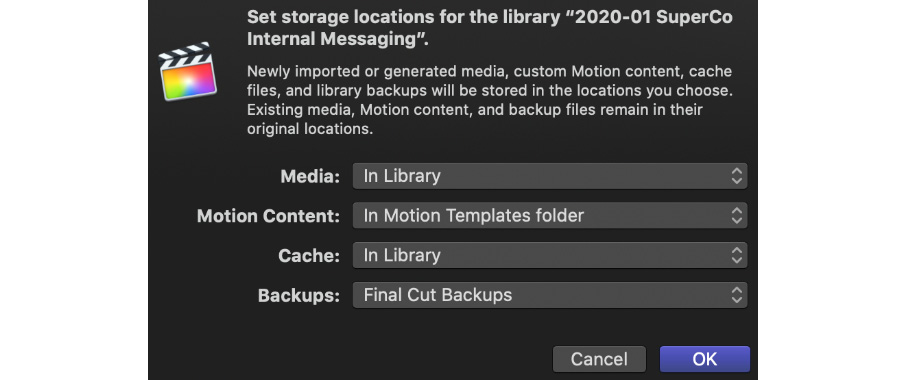 Set storage locations for the library “2020-01 SuperCo
Internal Messaging”.
Newly imported or generated media, custom Motion content, cache
files, and library backups will be stored in the locations you choose.
Existing media, Motion content, and backup files remain in their
original locations.
Media: In Library
Motion Content: In Motion Templates folder
Cache: In Library
Backups: Final Cut Backups
Cancel OK